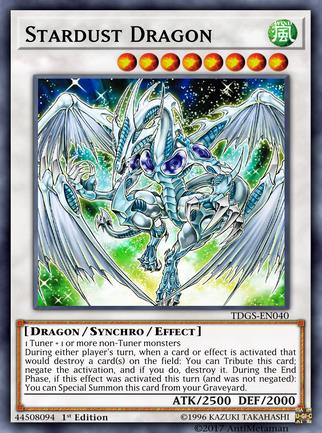 STARDUST DRAGON
WIND
風
TDGS-EN040
[DRAGON / SYNCHRO / EFFECT]
1 Tuner + 1 or more non-Tuner monsters
During either player's turn, when a card or effect is activated that
would destroy a card(s) on the field: You can Tribute this card;
negate the activation, and if you do, destroy it. During the End
Phase, if this effect was activated this turn (and was not negated):
You can Special Summon this card from your Graveyard.
ATK/2500 DEF/2000
44508094 1st Edition ©1996 KAZUKI TAKAHASHI
©2017 AntiMetaman